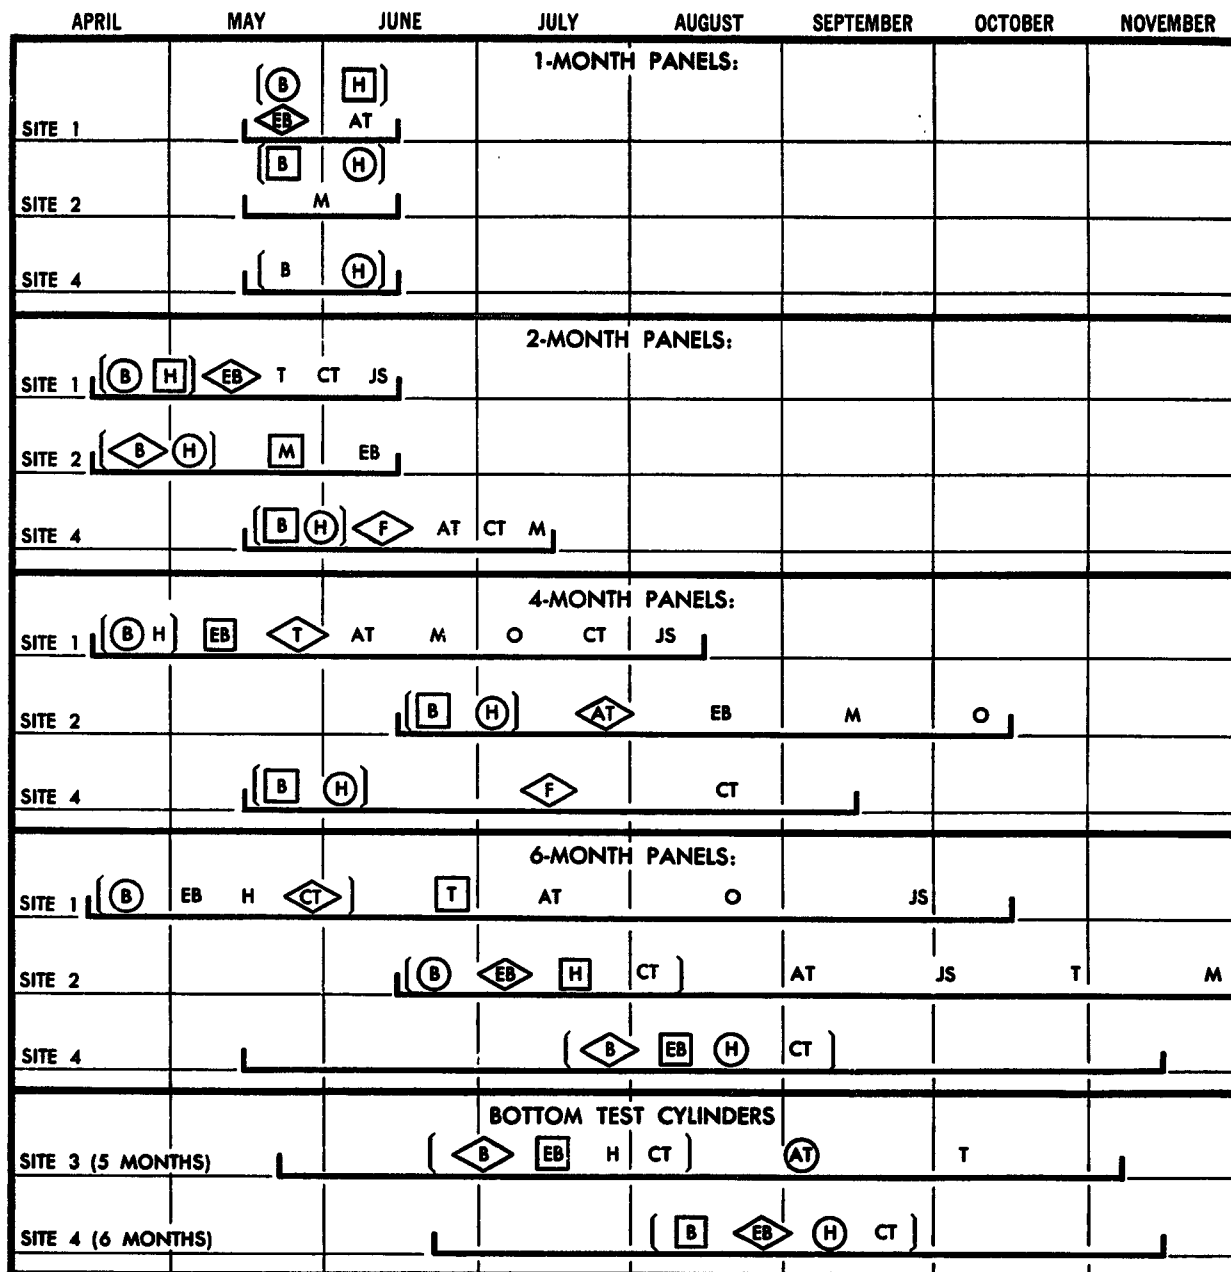 APRIL MAY JUNE JULY AUGUST SEPTEMBER OCTOBER NOVEMBER
1-MONTH PANELS:
B H
SITE 1 EB AT
B H
SITE 2 M
SITE 4 B H
2-MONTH PANELS:
SITE 1 B H EB T CT JS
SITE 2 B H M EB
SITE 4 B H F AT CT M
4-MONTH PANELS:
SITE 1 B H EB T AT M O CT JS
SITE 2 B H AT EB M O
SITE 4 B H F CT
6-MONTH PANELS:
SITE 1 B EB H CT T AT O JS
SITE 2 B EB H CT AT JS T M
SITE 4 B EB H CT
BOTTOM TEST CYLINDERS
SITE 3 (5 MONTHS) B EB H CT AT T
SITE 4 (6 MONTHS) B EB H CT